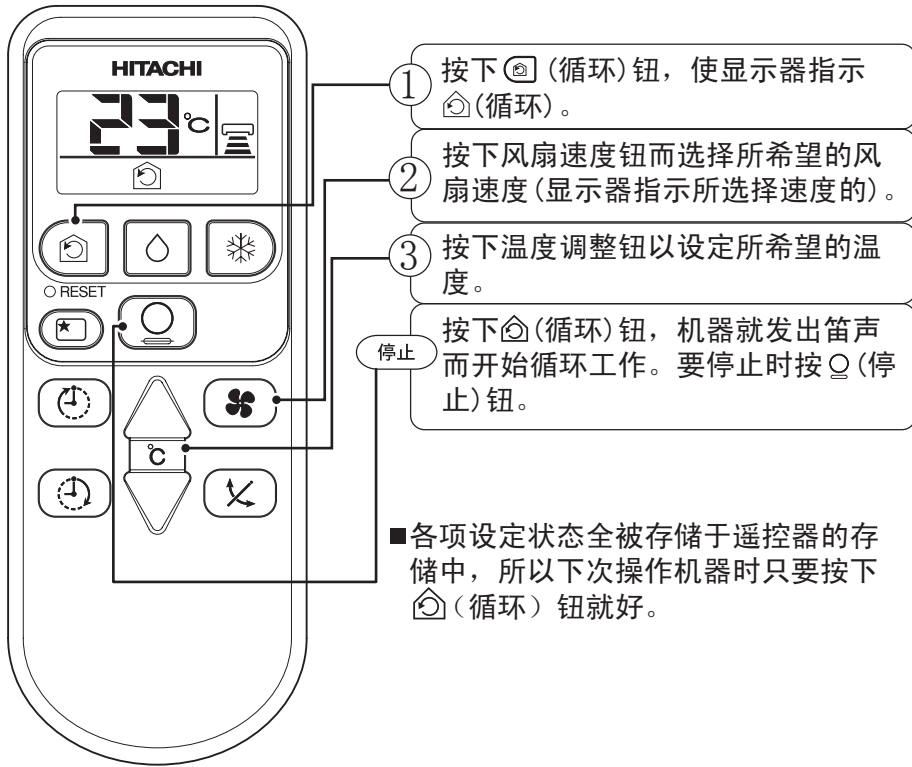 HITACHI
23℃
RESET
℃
① 按下(循环)钮，使显示器指示
(循环)。
② 按下风扇速度钮而选择所希望的风
扇速度(显示器指示所选择速度的)。
③ 按下温度调整钮以设定所希望的温
度。
停止
按下(循环)钮，机器就发出笛声
而开始循环工作。要停止时按(停
止)钮。
■各项设定状态全被存储于遥控器的存
储中，所以下次操作机器时只要按下
（循环）钮就好。